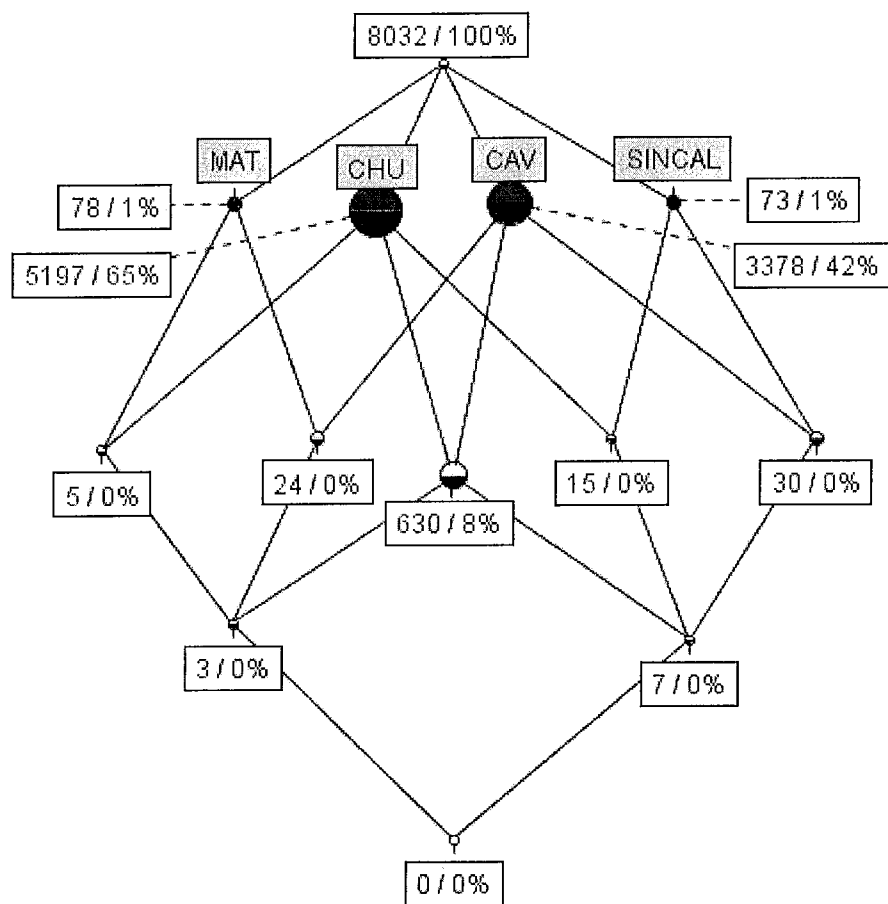 8032 / 100%
MAT
CHU
CAV
SINCAL
78 / 1%
73 / 1%
5197 / 65%
3378 / 42%
5 / 0%
24 / 0%
630 / 8%
15 / 0%
30 / 0%
3 / 0%
7 / 0%
0 / 0%